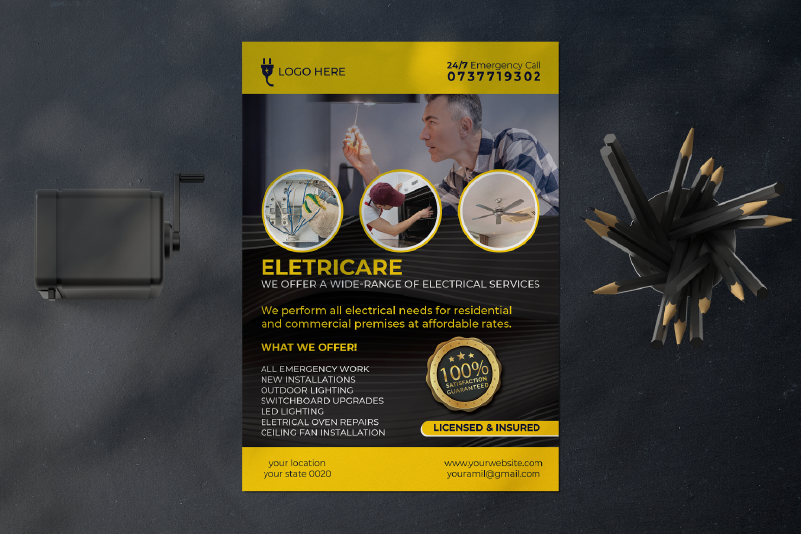 LOGO HERE
24/7 Emergency Call
0737719302
ELETRICARE
WE OFFER A WIDE-RANGE OF ELECTRICAL SERVICES
We perform all electrical needs for residential
and commercial premises at affordable rates.
WHAT WE OFFER!
ALL EMERGENCY WORK
NEW INSTALLATIONS
OUTDOOR LIGHTING
SWITCHBOARD UPGRADES
LED LIGHTING
ELETRICAL OVEN REPAIRS
CEILING FAN INSTALLATION
100%
SATISFACTION
GUARANTEED
LICENSED & INSURED
your location
your state 0020
www.yourwebsite.com
youramil@gmail.com